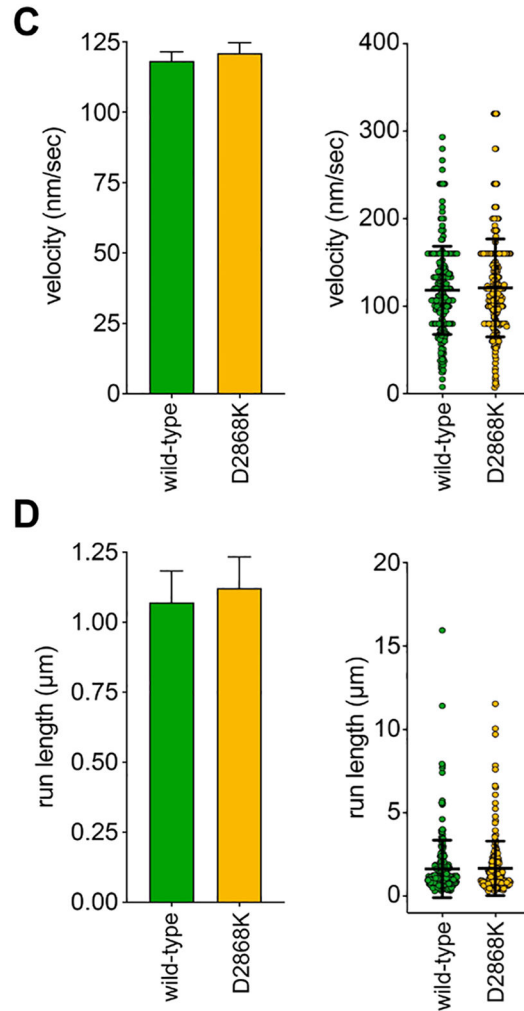 C
velocity (nm/sec)
125
100
75
50
25
0
wild-type
D2868K
velocity (nm/sec)
400
300
200
100
0
wild-type
D2868K
D
run length (µm)
1.25
1.00
0.75
0.50
0.25
0.00
wild-type
D2868K
run length (µm)
20
15
10
5
0
wild-type
D2868K